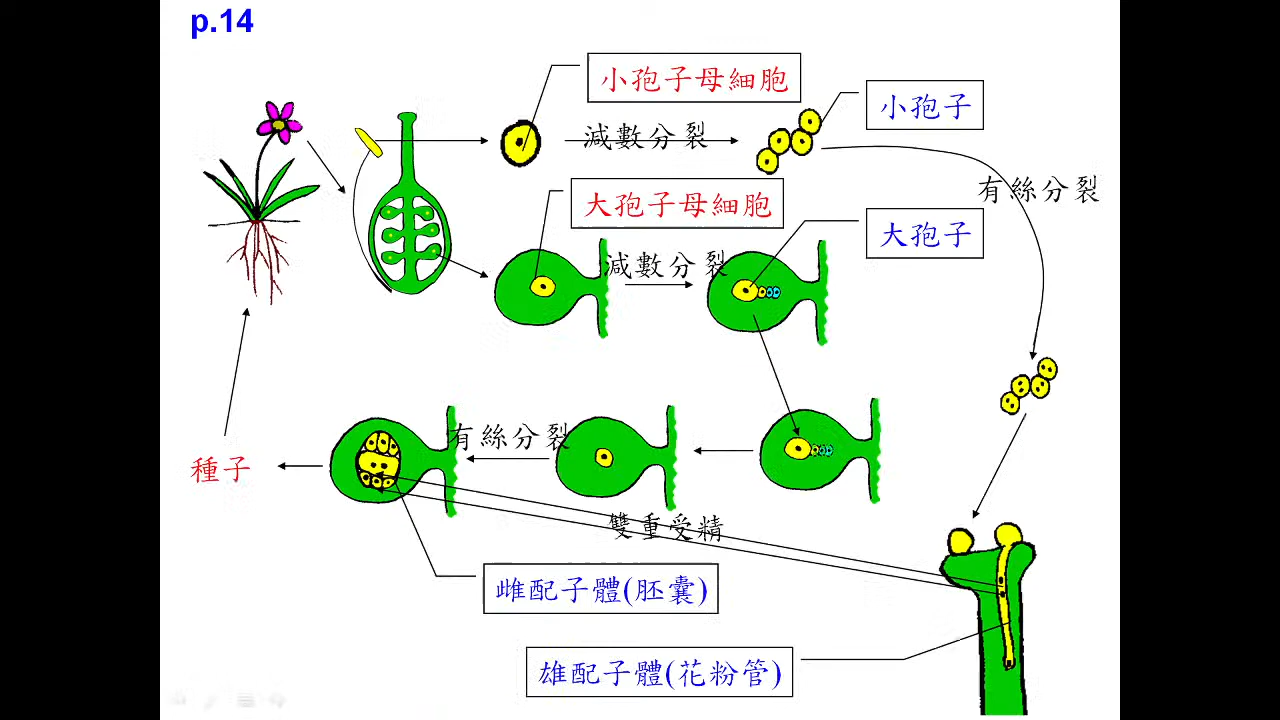 p.14
小孢子母細胞
小孢子
減數分裂
有絲分裂
大孢子母細胞
大孢子
減數分裂
有絲分裂
種子
雙重受精
雌配子體(胚囊)
雄配子體(花粉管)